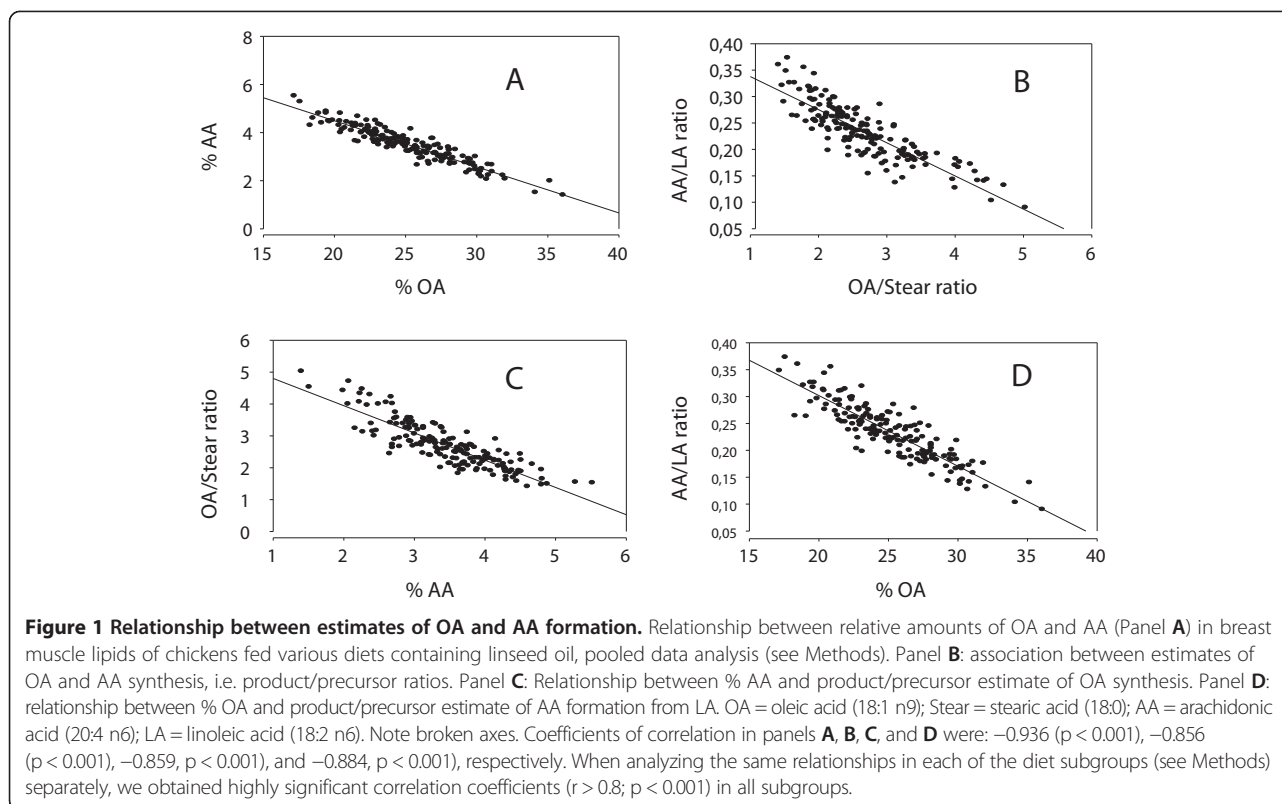 8
6
4
2
0
% AA
A
15
20
25
30
35
40
% OA
0,40
0,35
0,30
0,25
0,20
0,15
0,10
0,05
AA/LA ratio
B
1
2
3
4
5
6
OA/Stear ratio
6
5
4
3
2
1
0
OA/Stear ratio
C
1
2
3
4
5
6
% AA
0,40
0,35
0,30
0,25
0,20
0,15
0,10
0,05
AA/LA ratio
D
15
20
25
30
35
40
% OA
Figure 1 Relationship between estimates of OA and AA formation. Relationship between relative amounts of OA and AA (Panel A) in breast
muscle lipids of chickens fed various diets containing linseed oil, pooled data analysis (see Methods). Panel B: association between estimates of
OA and AA synthesis, i.e. product/precursor ratios. Panel C: Relationship between % AA and product/precursor estimate of OA synthesis. Panel D:
relationship between % OA and product/precursor estimate of AA formation from LA. OA = oleic acid (18:1 n9); Stear = stearic acid (18:0); AA = arachidonic
acid (20:4 n6); LA = linoleic acid (18:2 n6). Note broken axes. Coefficients of correlation in panels A, B, C, and D were: −0.936 (p < 0.001), −0.856
(p < 0.001), −0.859, p < 0.001), and −0.884, p < 0.001), respectively. When analyzing the same relationships in each of the diet subgroups (see Methods)
separately, we obtained highly significant correlation coefficients (r > 0.8; p < 0.001) in all subgroups.